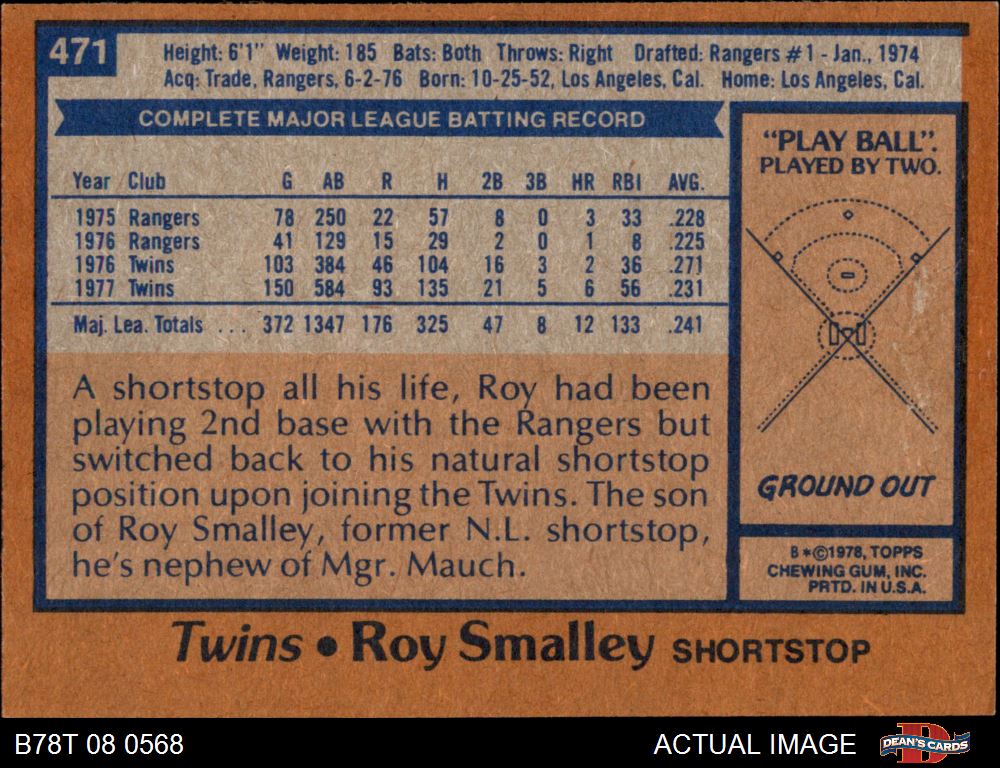 471
Height: 6'1" Weight: 185 Bats: Both Throws: Right Drafted: Rangers #1 - Jan., 1974
Acq: Trade, Rangers, 6-2-76 Born: 10-25-52, Los Angeles, Cal. Home: Los Angeles, Cal.
COMPLETE MAJOR LEAGUE BATTING RECORD
Year Club G AB R H 2B 3B HR RBI AVG.
1975 Rangers 78 250 22 57 8 0 3 33 .228
1976 Rangers 41 129 15 29 2 0 1 8 .225
1976 Twins 103 384 46 104 16 3 2 36 .271
1977 Twins 150 584 93 135 21 5 6 56 .231
Maj. Lea. Totals ... 372 1347 176 325 47 8 12 133 .241
A shortstop all his life, Roy had been
playing 2nd base with the Rangers but
switched back to his natural shortstop
position upon joining the Twins. The son
of Roy Smalley, former N.L. shortstop,
he's nephew of Mgr. Mauch.
"PLAY BALL".
PLAYED BY TWO.
GROUND OUT
B*©1978, TOPPS
CHEWING GUM, INC.
PRTD. IN U.S.A.
Twins • Roy Smalley SHORTSTOP
B78T 08 0568
ACTUAL IMAGE
DEAN'S CARDS